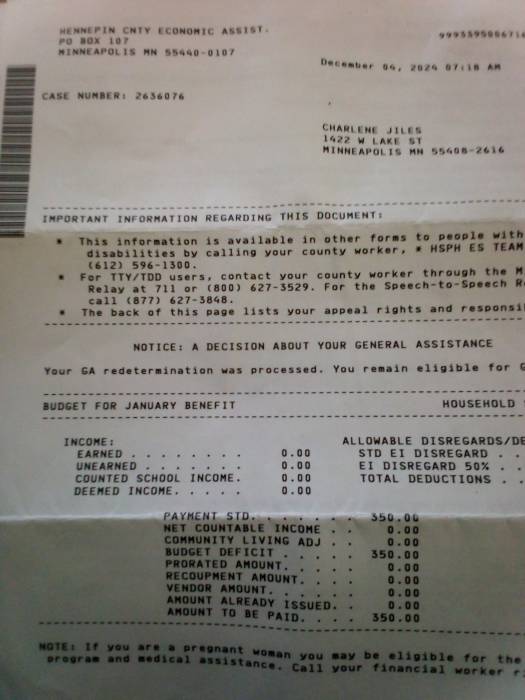 HENNEPIN CNTY ECONOMIC ASSIST.
PO BOX 107
MINNEAPOLIS MN 55440-0107
December 04, 2024 07:18 AM
CASE NUMBER: 2636076
CHARLENE JILES
1422 W LAKE ST
MINNEAPOLIS MN 55408-2616
IMPORTANT INFORMATION REGARDING THIS DOCUMENT:
* This information is available in other forms to people with
disabilities by calling your county worker, * HSPH ES TEAM
(612) 596-1300.
* For TTY/TDD users, contact your county worker through the M
Relay at 711 or (800) 627-3529. For the Speech-to-Speech R
call (877) 627-3848.
* The back of this page lists your appeal rights and responsi
NOTICE: A DECISION ABOUT YOUR GENERAL ASSISTANCE
Your GA redetermination was processed. You remain eligible for G
BUDGET FOR JANUARY BENEFIT HOUSEHOLD
INCOME: ALLOWABLE DISREGARDS/DE
EARNED . . . . . . . . 0.00 STD EI DISREGARD . .
UNEARNED . . . . . . . 0.00 EI DISREGARD 50% . .
COUNTED SCHOOL INCOME. 0.00 TOTAL DEDUCTIONS . .
DEEMED INCOME. . . . . 0.00
PAYMENT STD. . . . . . . 350.00
NET COUNTABLE INCOME . . 0.00
COMMUNITY LIVING ADJ . . 0.00
BUDGET DEFICIT . . . . . 350.00
PRORATED AMOUNT. . . . . 0.00
RECOUPMENT AMOUNT. . . . 0.00
VENDOR AMOUNT. . . . . . 0.00
AMOUNT ALREADY ISSUED. . 0.00
AMOUNT TO BE PAID. . . . 350.00
NOTE: If you are a pregnant woman you may be eligible for the
program and medical assistance. Call your financial worker r